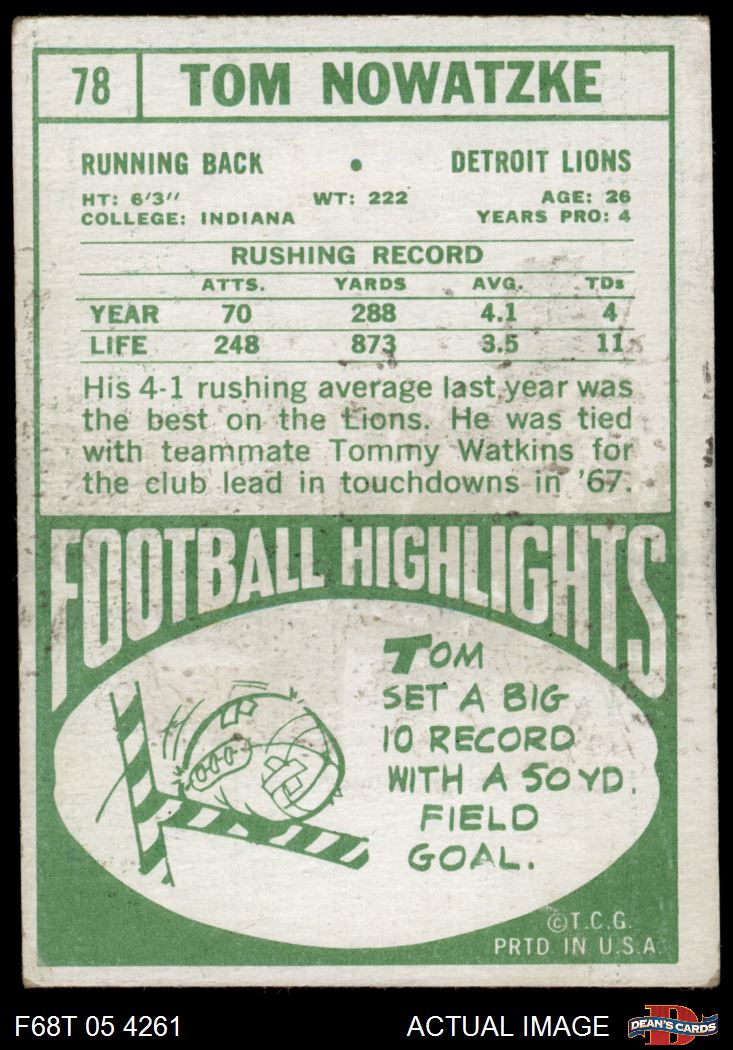 78 TOM NOWATZKE
RUNNING BACK • DETROIT LIONS
HT: 6'3" WT: 222 AGE: 26
COLLEGE: INDIANA YEARS PRO: 4
RUSHING RECORD
ATTS. YARDS AVG. TDs
YEAR 70 288 4.1 4
LIFE 248 873 3.5 11
His 4-1 rushing average last year was
the best on the Lions. He was tied
with teammate Tommy Watkins for
the club lead in touchdowns in '67.
FOOTBALL HIGHLIGHTS
TOM
SET A BIG
10 RECORD
WITH A 50 YD.
FIELD
GOAL.
©T.C.G.
PRTD IN U.S.A.
F68T 05 4261 ACTUAL IMAGE DEAN'S CARDS